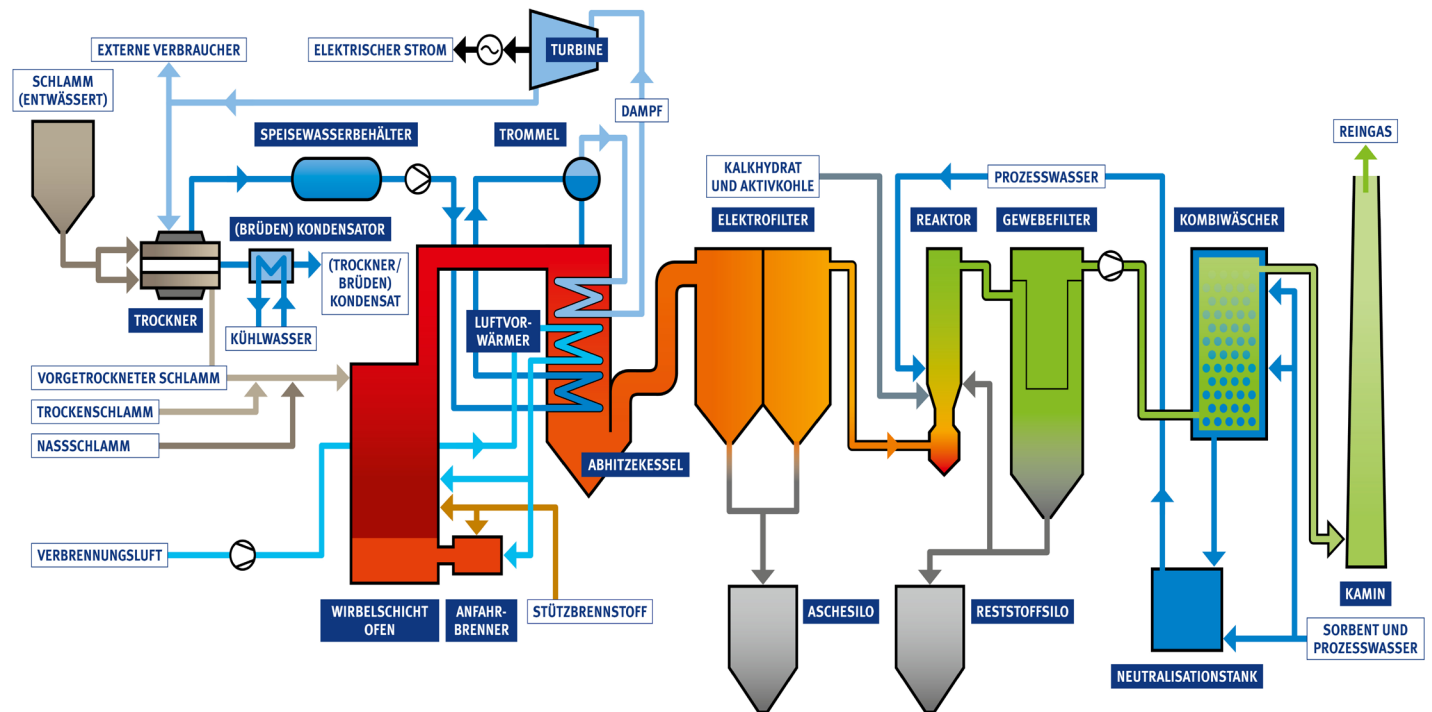 EXTERNE VERBRAUCHER
ELEKTRISCHER STROM
TURBINE
SCHLAMM
(ENTWÄSSERT)
DAMPF
SPEISEWASSERBEHÄLTER
TROMMEL
REINGAS
KALKHYDRAT
UND AKTIVKOHLE
PROZESSWASSER
ELEKTROFILTER
REAKTOR
GEWEBEFILTER
KOMBIWÄSCHER
(BRÜDEN) KONDENSATOR
(TROCKNER/
BRÜDEN)
KONDENSAT
TROCKNER
KÜHLWASSER
LUFTVOR-
WÄRMER
VORGETROCKNETER SCHLAMM
TROCKENSCHLAMM
NASSSCHLAMM
ABHITZEKESSEL
VERBRENNUNGSLUFT
WIRBELSCHICHT
OFEN
ANFAHR-
BRENNER
STÜTZBRENNSTOFF
ASCHESILO
RESTSTOFFSILO
KAMIN
SORBENT UND
PROZESSWASSER
NEUTRALISATIONSTANK